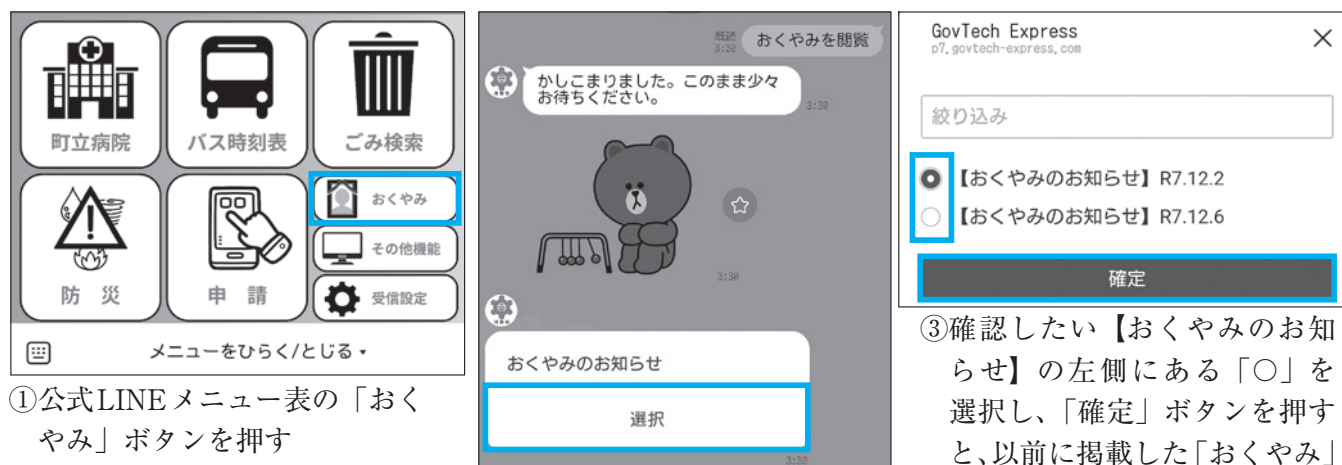 町立病院
バス時刻表
ごみ検索
おくやみ
その他機能
防 災
申 請
受信設定
メニューをひらく/とじる▾
①公式LINEメニュー表の「おく
やみ」ボタンを押す
既読
3:30
おくやみを閲覧
かしこまりました。このまま少々
お待ちください。
3:30
3:30
おくやみのお知らせ
選択
3:30
GovTech Express
p7.govtech-express.com
絞り込み
【おくやみのお知らせ】R7.12.2
【おくやみのお知らせ】R7.12.6
確定
③確認したい【おくやみのお知
らせ】の左側にある「○」を
選択し、「確定」ボタンを押す
と、以前に掲載した「おくやみ」